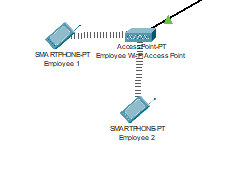 AccessPoint-PT
Employee Wifi Access Point
SMARTPHONE-PT
Employee 1
SMARTPHONE-PT
Employee 2